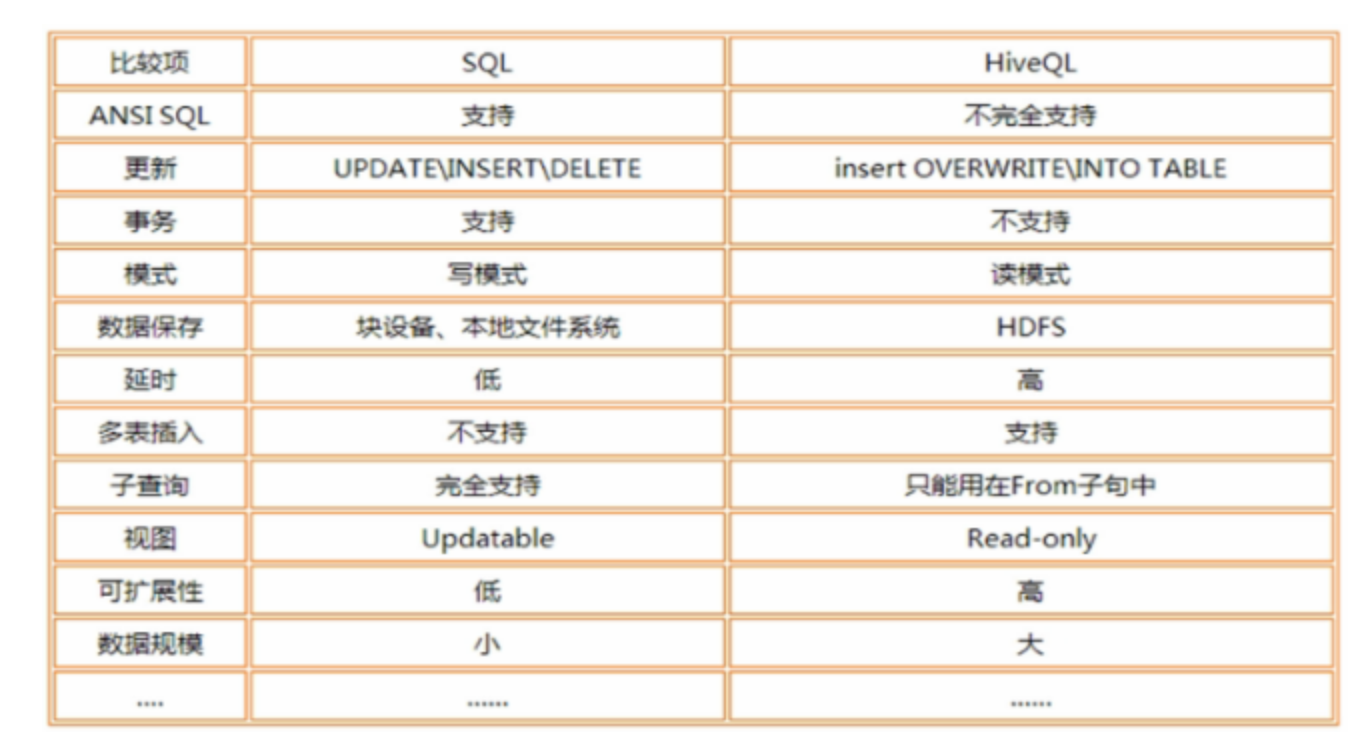 比较项 SQL HiveQL
ANSI SQL 支持 不完全支持
更新 UPDATE\INSERT\DELETE insert OVERWRITE\INTO TABLE
事务 支持 不支持
模式 写模式 读模式
数据保存 块设备、本地文件系统 HDFS
延时 低 高
多表插入 不支持 支持
子查询 完全支持 只能用在From子句中
视图 Updatable Read-only
可扩展性 低 高
数据规模 小 大
.... ...... ......